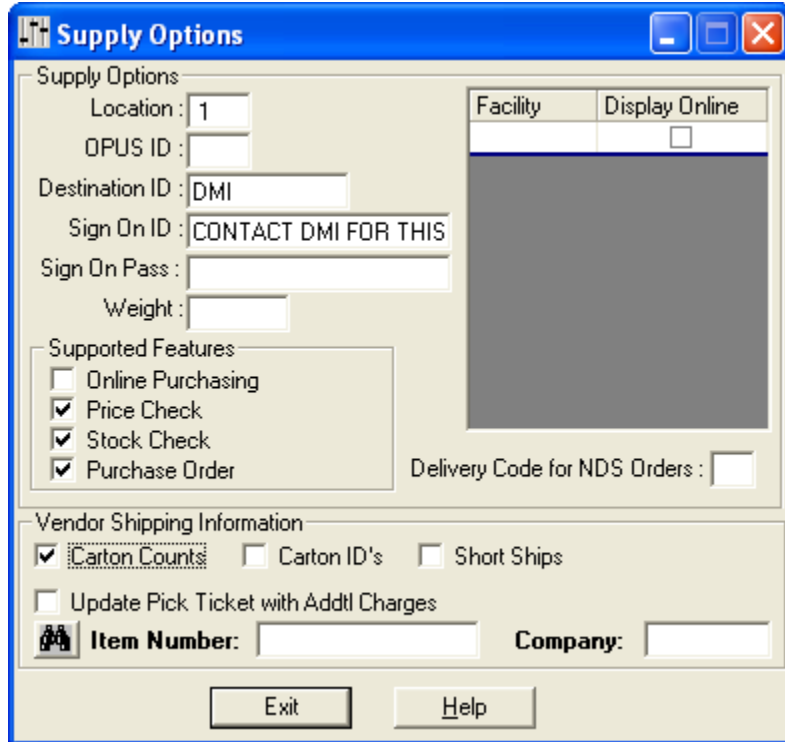 Supply Options
Supply Options
Location : 1
OPUS ID :
Destination ID : DMI
Sign On ID : CONTACT DMI FOR THIS
Sign On Pass :
Weight :
Facility Display Online
Supported Features
Online Purchasing
Price Check
Stock Check
Purchase Order
Delivery Code for NDS Orders :
Vendor Shipping Information
Carton Counts Carton ID's Short Ships
Update Pick Ticket with Addtl Charges
Item Number: Company:
Exit Help